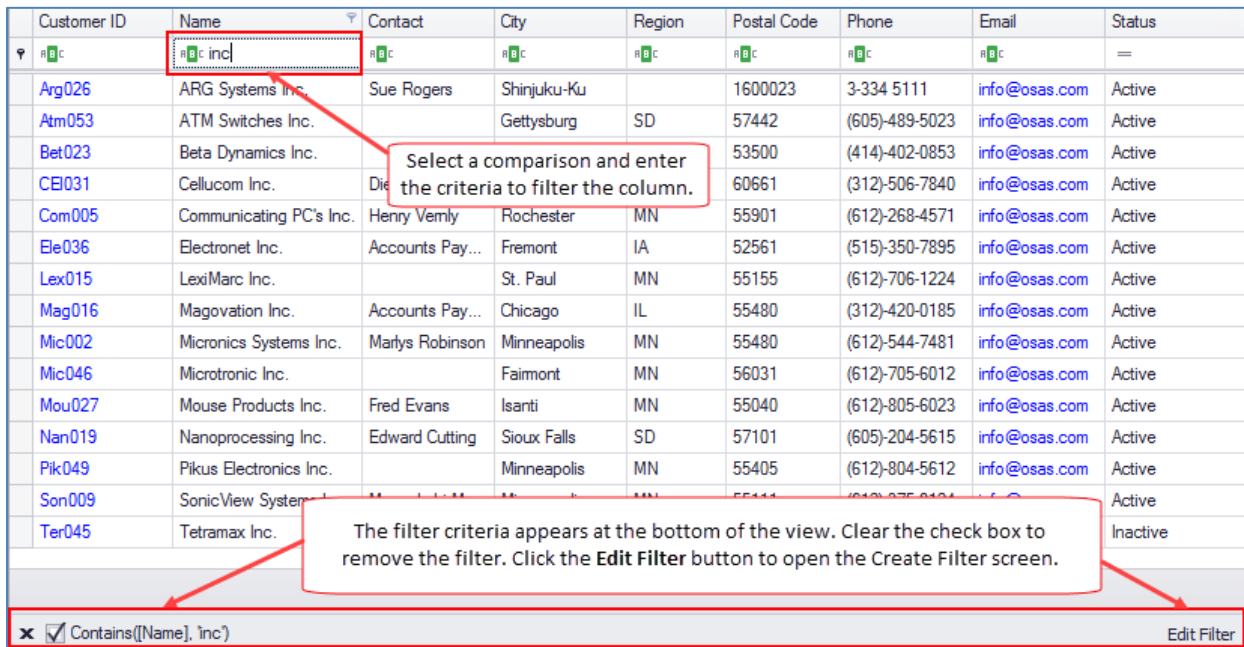 Customer ID Name Contact City Region Postal Code Phone Email Status
ABC ABC inc ABC ABC ABC ABC ABC ABC =
Arg026 ARG Systems Inc. Sue Rogers Shinjuku-Ku 1600023 3-334 5111 info@osas.com Active
Atm053 ATM Switches Inc. Gettysburg SD 57442 (605)-489-5023 info@osas.com Active
Bet023 Beta Dynamics Inc. 53500 (414)-402-0853 info@osas.com Active
CEI031 Cellucom Inc. 60661 (312)-506-7840 info@osas.com Active
Select a comparison and enter
the criteria to filter the column.
Com005 Communicating PC's Inc. Henry Vernly Rochester MN 55901 (612)-268-4571 info@osas.com Active
Ele036 Electronet Inc. Accounts Pay... Fremont IA 52561 (515)-350-7895 info@osas.com Active
Lex015 LexiMarc Inc. St. Paul MN 55155 (612)-706-1224 info@osas.com Active
Mag016 Magovation Inc. Accounts Pay... Chicago IL 55480 (312)-420-0185 info@osas.com Active
Mic002 Micronics Systems Inc. Marlys Robinson Minneapolis MN 55480 (612)-544-7481 info@osas.com Active
Mic046 Microtronic Inc. Fairmont MN 56031 (612)-705-6012 info@osas.com Active
Mou027 Mouse Products Inc. Fred Evans Isanti MN 55040 (612)-805-6023 info@osas.com Active
Nan019 Nanoprocessing Inc. Edward Cutting Sioux Falls SD 57101 (605)-204-5615 info@osas.com Active
Pik049 Pikus Electronics Inc. Minneapolis MN 55405 (612)-804-5612 info@osas.com Active
Son009 SonicView Systems Active
Ter045 Tetramax Inc. Inactive
The filter criteria appears at the bottom of the view. Clear the check box to
remove the filter. Click the Edit Filter button to open the Create Filter screen.
Contains([Name], 'inc') Edit Filter